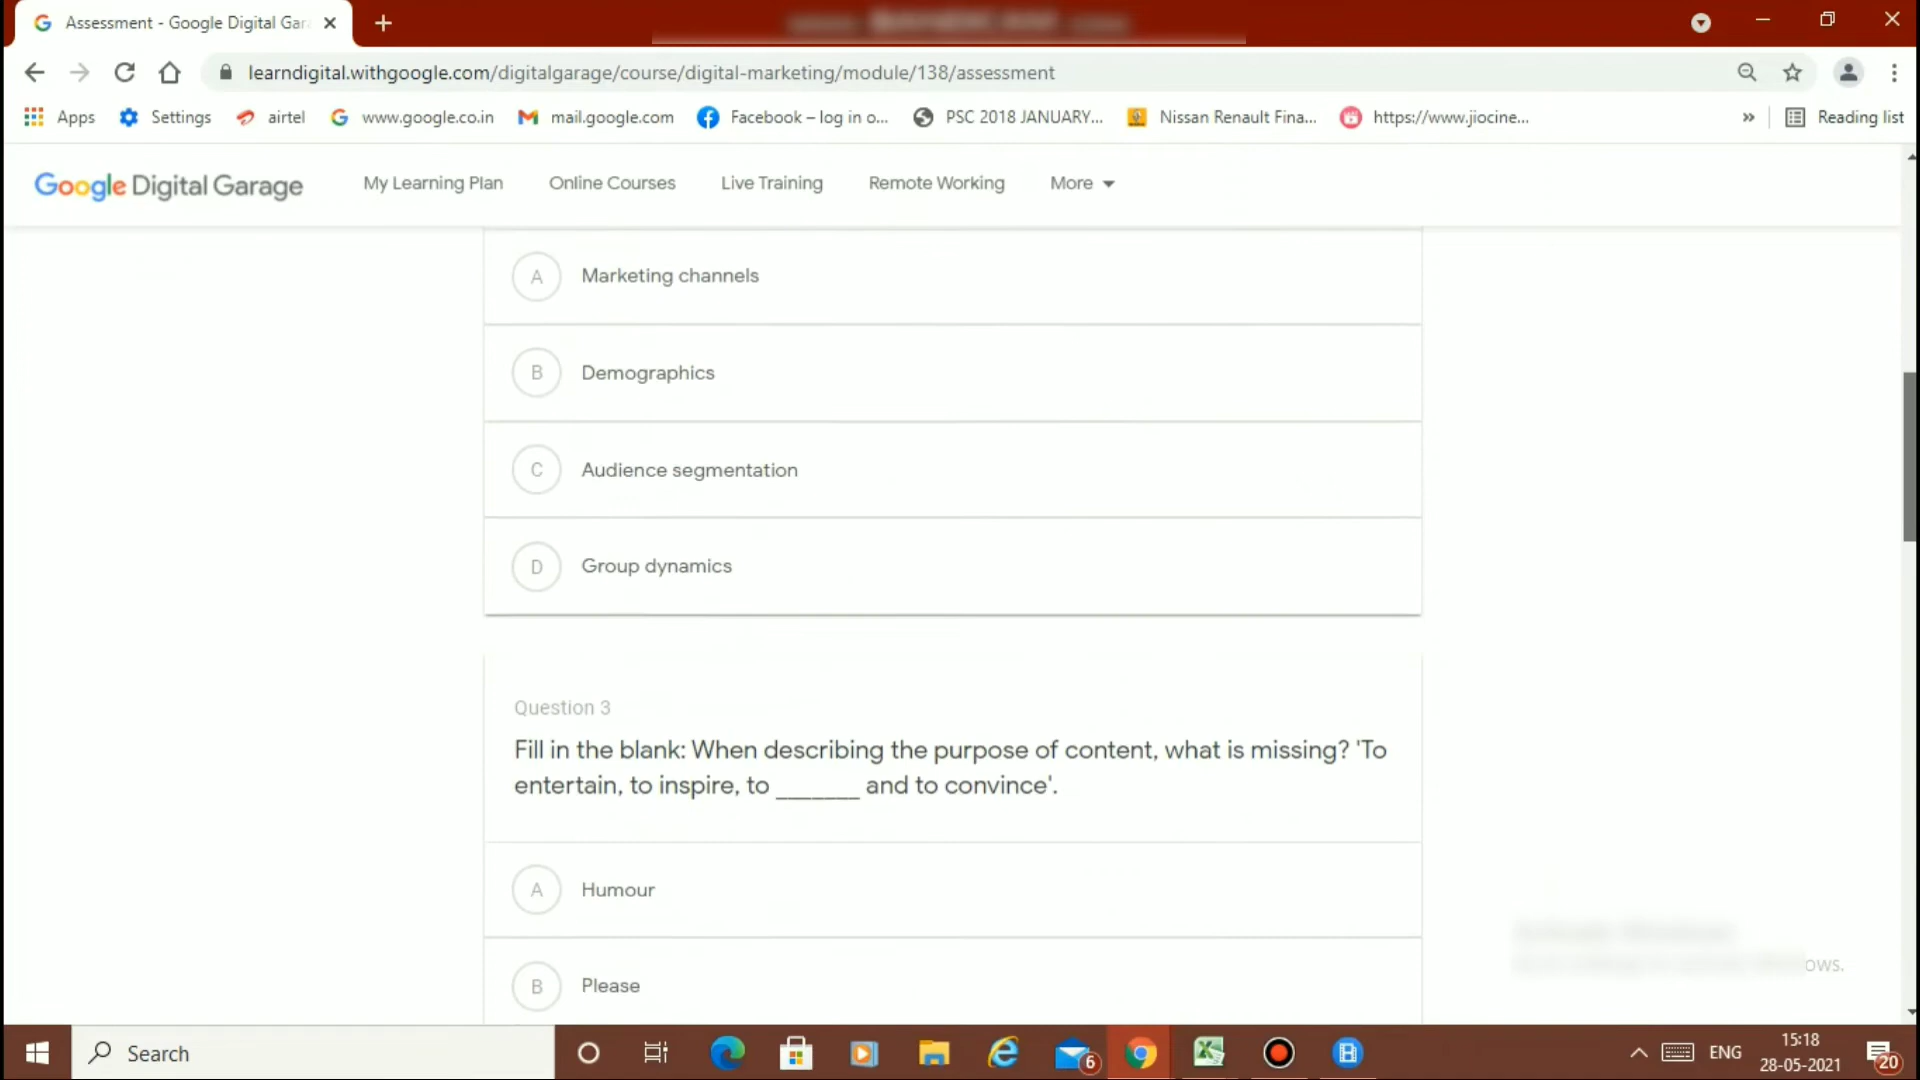 Assessment - Google Digital Gar
learndigital.withgoogle.com/digitalgarage/course/digital-marketing/module/138/assessment
Apps Settings airtel www.google.co.in mail.google.com Facebook – log in o... PSC 2018 JANUARY... Nissan Renault Fina... https://www.jiocine... » Reading list
Google Digital Garage My Learning Plan Online Courses Live Training Remote Working More
A Marketing channels
B Demographics
C Audience segmentation
D Group dynamics
Question 3
Fill in the blank: When describing the purpose of content, what is missing? 'To
entertain, to inspire, to _______ and to convince'.
A Humour
B Please
ows.
Search 6 ENG 15:18
28-05-2021 20